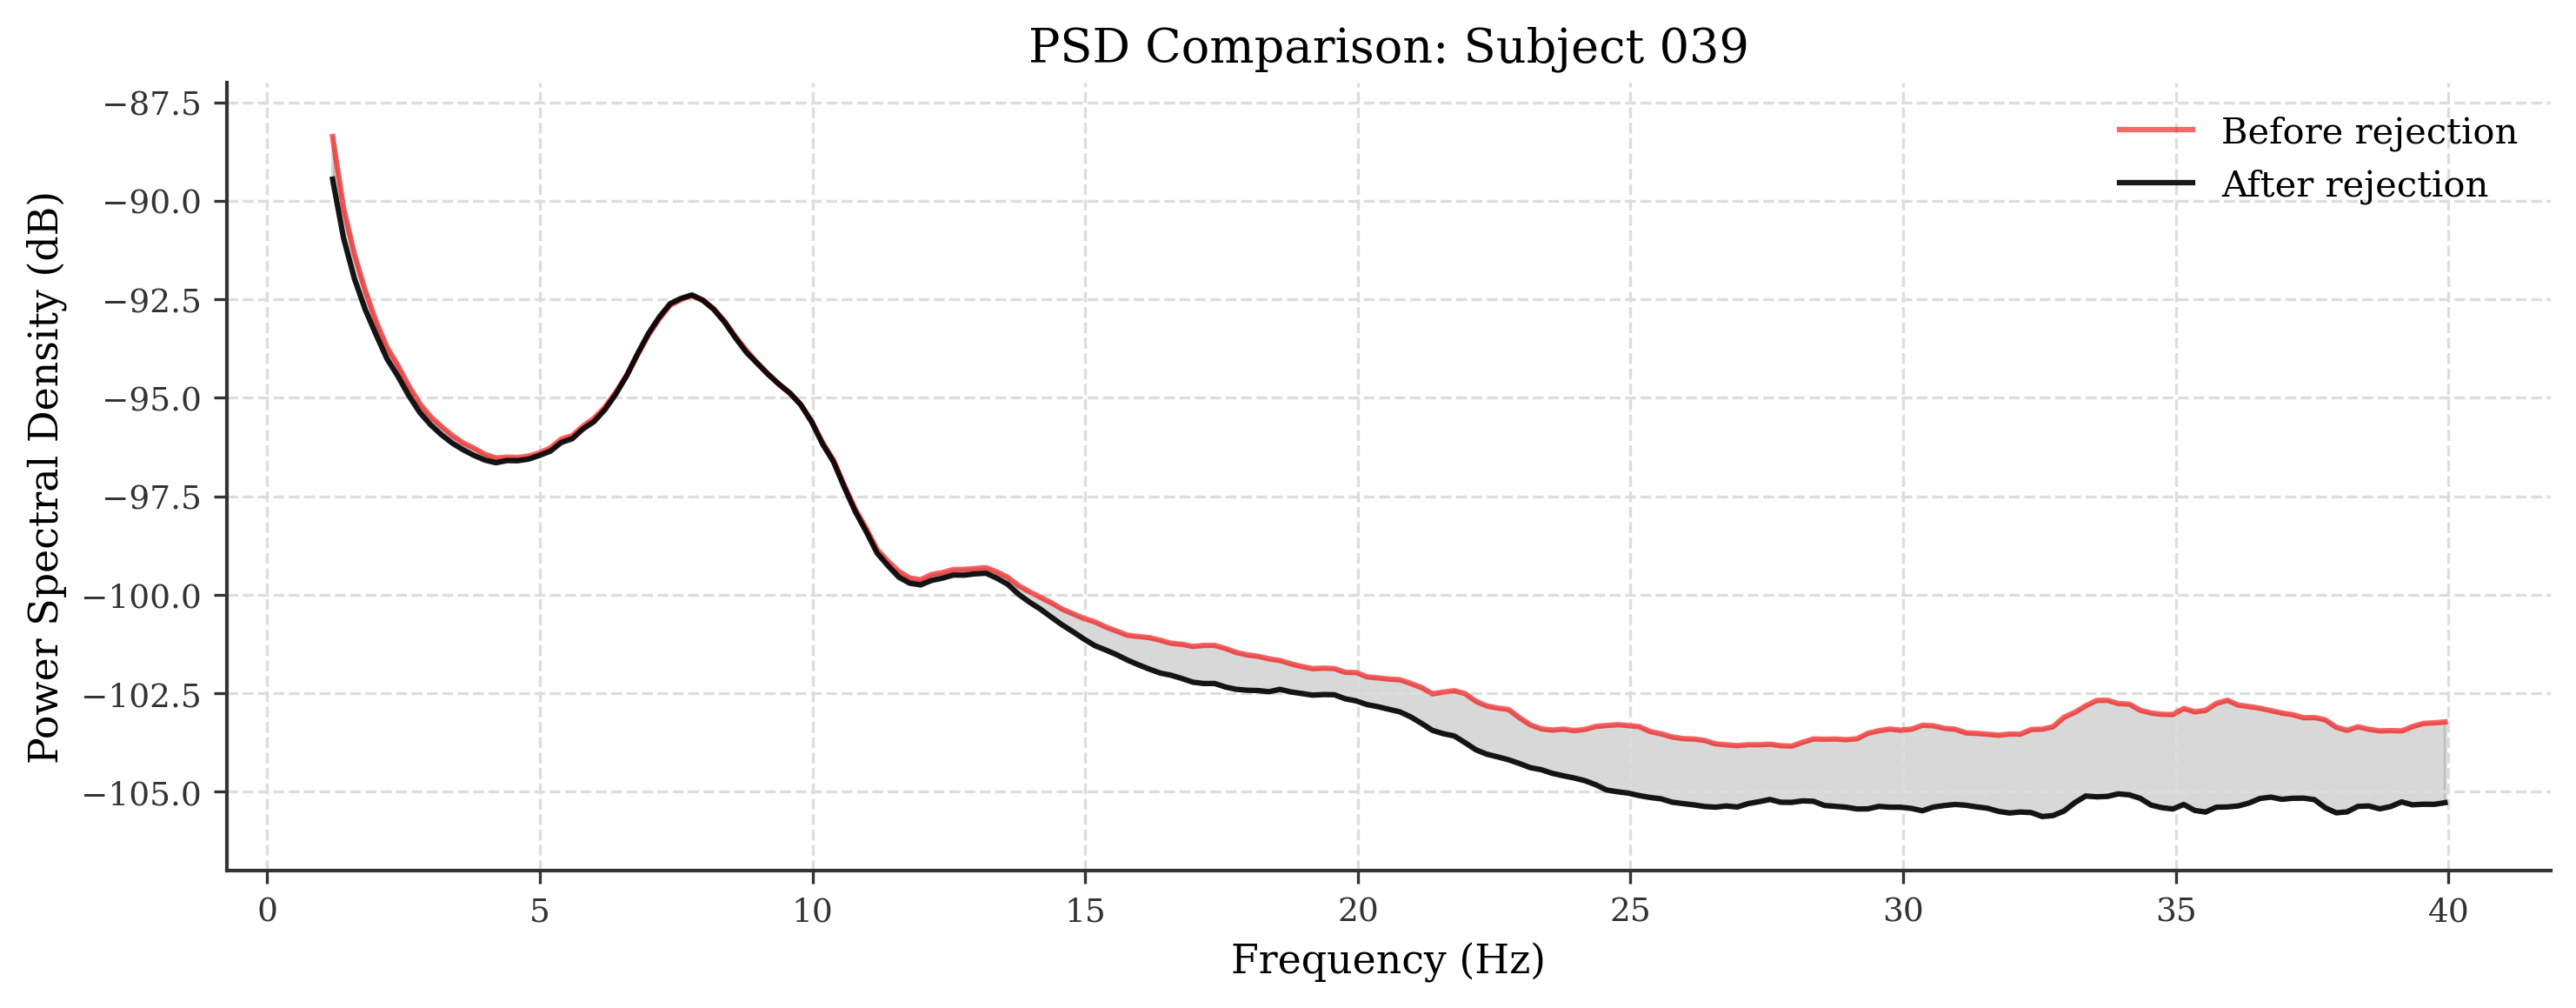 PSD Comparison: Subject 039
Before rejection
After rejection
Power Spectral Density (dB)
−87.5
−90.0
−92.5
−95.0
−97.5
−100.0
−102.5
−105.0
0 5 10 15 20 25 30 35 40
Frequency (Hz)